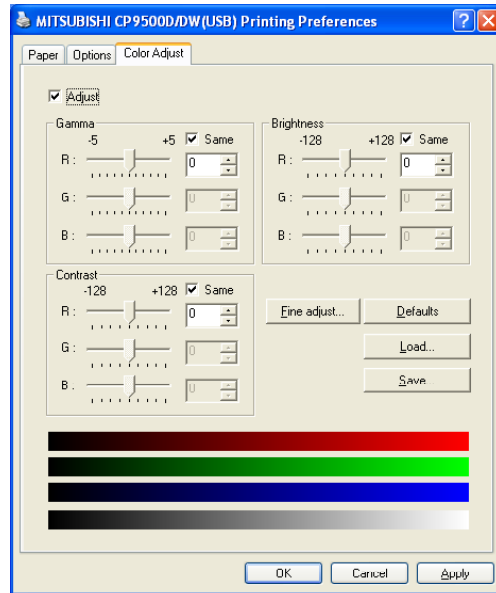 MITSUBISHI CP9500D/DW(USB) Printing Preferences
Paper Options Color Adjust
Adjust
Gamma
-5 +5 Same
R : 0
G : 0
B : 0
Brightness
-128 +128 Same
R : 0
G : 0
B : 0
Contrast
-128 +128 Same
R : 0
G : 0
B : 0
Fine adjust... Defaults
Load...
Save...
OK Cancel Apply